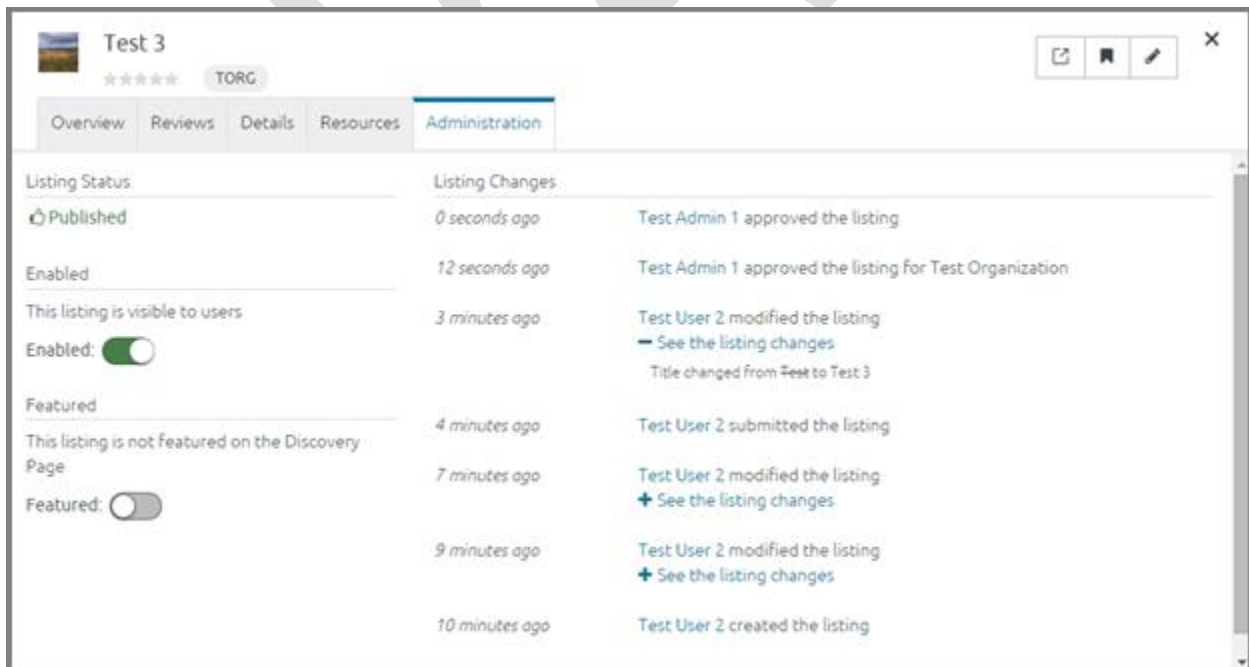 Test 3
TORG
Overview Reviews Details Resources Administration
Listing Status
Published
Enabled
This listing is visible to users
Enabled:
Featured
This listing is not featured on the Discovery
Page
Featured:
Listing Changes
0 seconds ago Test Admin 1 approved the listing
12 seconds ago Test Admin 1 approved the listing for Test Organization
3 minutes ago Test User 2 modified the listing
See the listing changes
Title changed from Test to Test 3
4 minutes ago Test User 2 submitted the listing
7 minutes ago Test User 2 modified the listing
See the listing changes
9 minutes ago Test User 2 modified the listing
See the listing changes
10 minutes ago Test User 2 created the listing